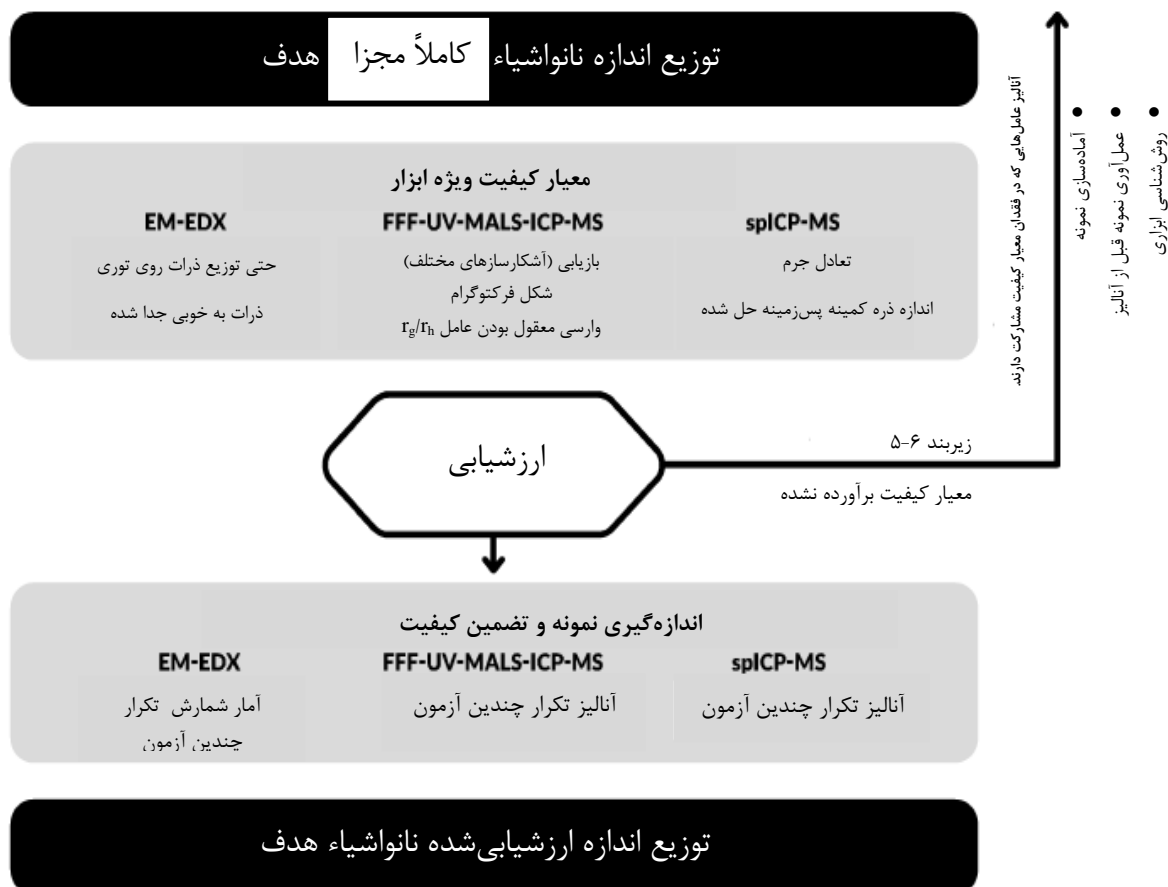 توزیع اندازه نانواشیاء کاملاً مجزا هدف
معیار کیفیت ویژه ابزار
EM-EDX
حتی توزیع ذرات روی توری
ذرات به خوبی جدا شده
FFF-UV-MALS-ICP-MS
بازیابی (آشکارسازهای مختلف)
شکل فرکتوگرام
وارسی معقول بودن عامل rg/rh
spICP-MS
تعادل جرم
اندازه ذره کمینه پس‌زمینه حل شده
آنالیز عامل‌هایی که در فقدان معیار کیفیت مشارکت دارند.
● آماده‌سازی نمونه
● عمل‌آوری نمونه قبل از آنالیز
● روش‌شناسی ابزاری
ارزشیابی
زیربند ۶-۵
معیار کیفیت برآورده نشده
اندازه‌گیری نمونه و تضمین کیفیت
EM-EDX
آمار شمارش تکرار
چندین آزمون
FFF-UV-MALS-ICP-MS
آنالیز تکرار چندین آزمون
spICP-MS
آنالیز تکرار چندین آزمون
توزیع اندازه ارزشیابی‌شده نانواشیاء هدف